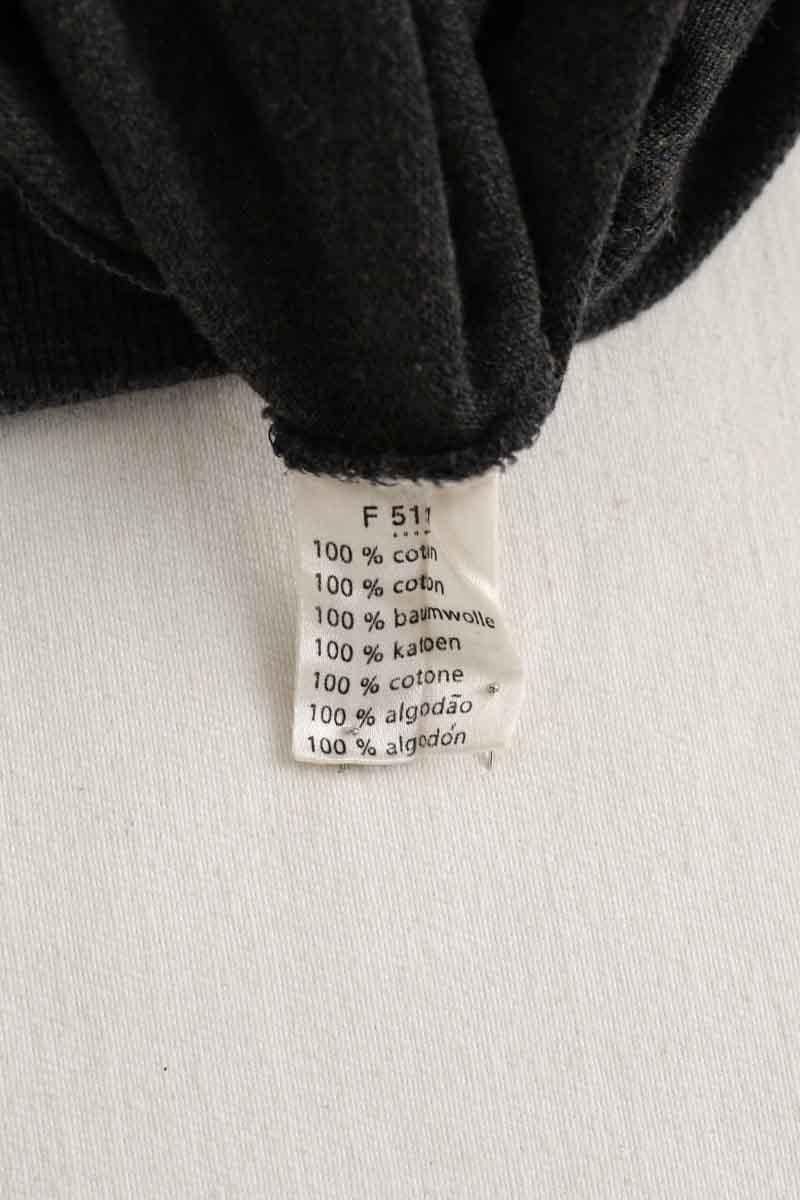 F 511
100 % coton
100 % cotton
100 % baumwolle
100 % katoen
100 % cotone
100 % algodão
100 % algodón